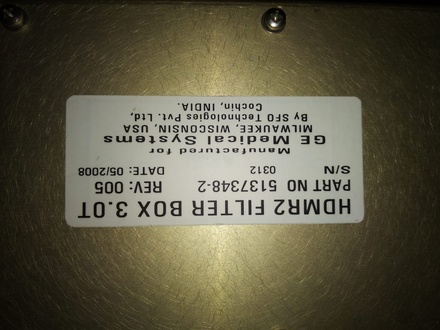 HDMR2 FILTER BOX 3.0T
PART NO 5137348-2 REV: 005
S/N 0312 DATE: 05/2008
Manufactured for
GE Medical Systems
MILWAUKEE, WISCONSIN, USA
By SFO Technologies Pvt. Ltd,
Cochin, INDIA.